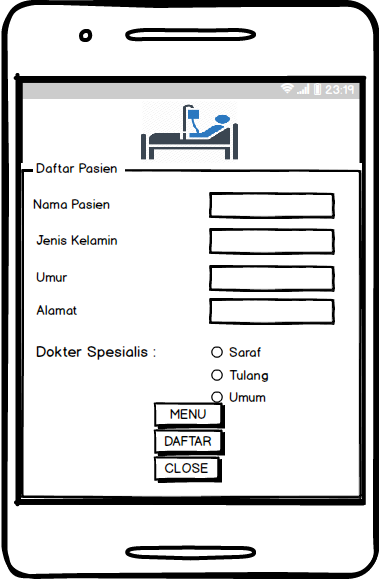 23:19
Daftar Pasien
Nama Pasien
Jenis Kelamin
Umur
Alamat
Dokter Spesialis :
Saraf
Tulang
Umum
MENU
DAFTAR
CLOSE